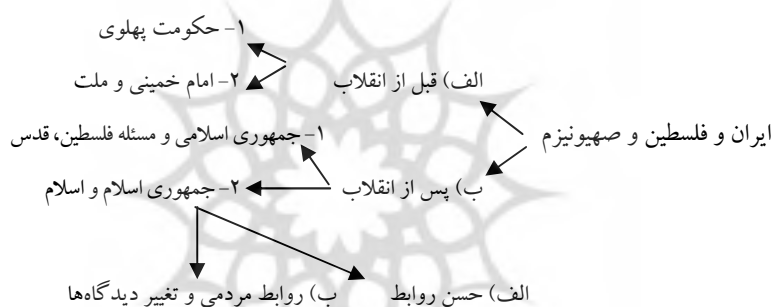 ۱- حکومت پهلوی
الف) قبل از انقلاب
۲- امام خمینی و ملت
ایران و فلسطین و صهیونیزم
۱- جمهوری اسلامی و مسئله فلسطین، قدس
ب) پس از انقلاب
۲- جمهوری اسلام و اسلام
الف) حسن روابط
ب) روابط مردمی و تغییر دیدگاه‌ها